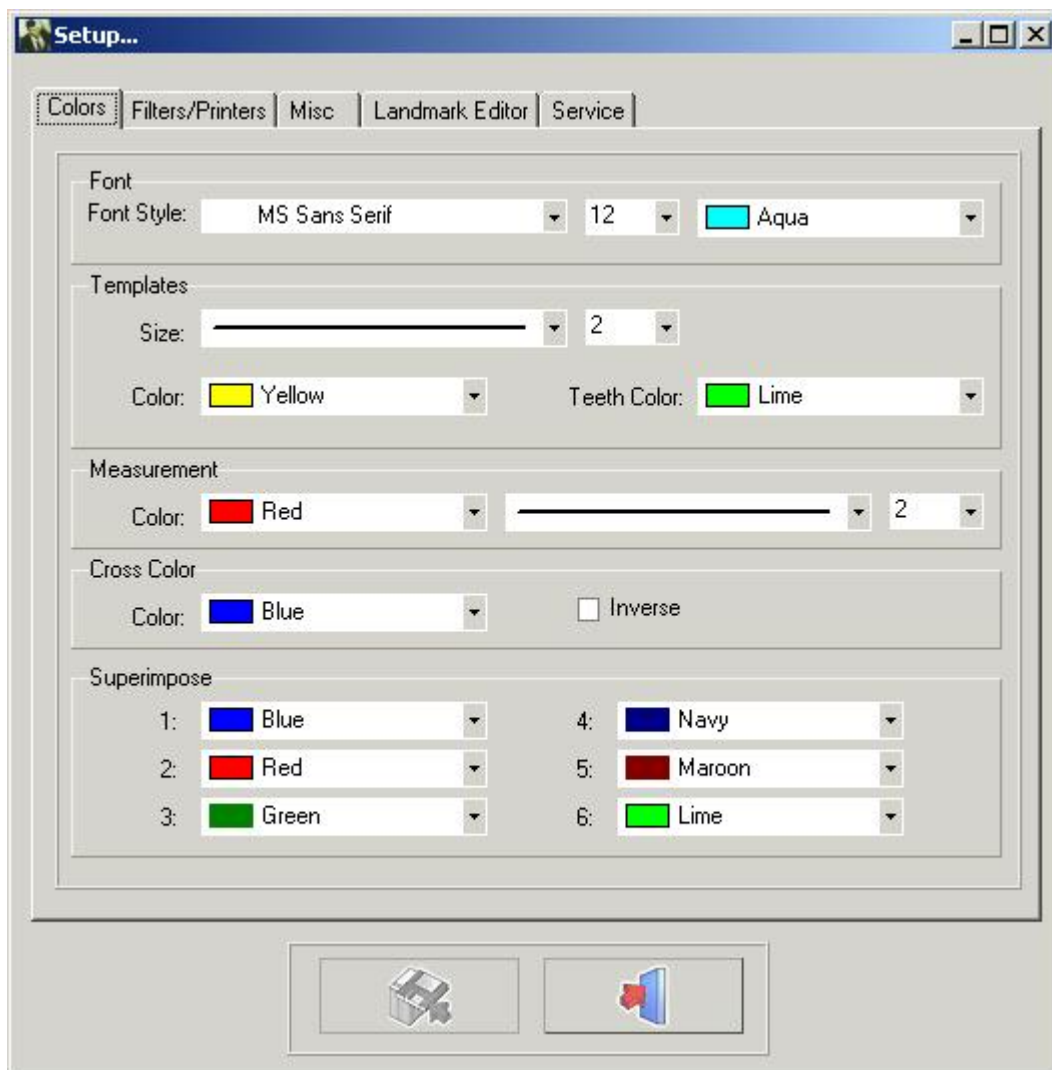 Setup...
Colors Filters/Printers Misc Landmark Editor Service
Font
Font Style: MS Sans Serif 12 Aqua
Templates
Size: 2
Color: Yellow Teeth Color: Lime
Measurement
Color: Red 2
Cross Color
Color: Blue Inverse
Superimpose
1: Blue 4: Navy
2: Red 5: Maroon
3: Green 6: Lime